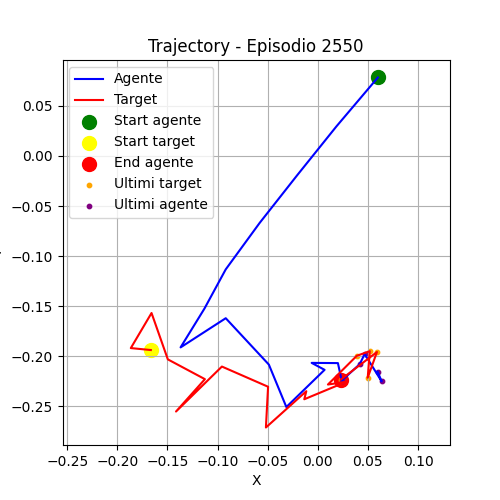 Trajectory - Episodio 2550
Agente
Target
Start agente
Start target
End agente
Ultimi target
Ultimi agente
0.05
0.00
−0.05
−0.10
−0.15
−0.20
−0.25
−0.25 −0.20 −0.15 −0.10 −0.05 0.00 0.05 0.10
X